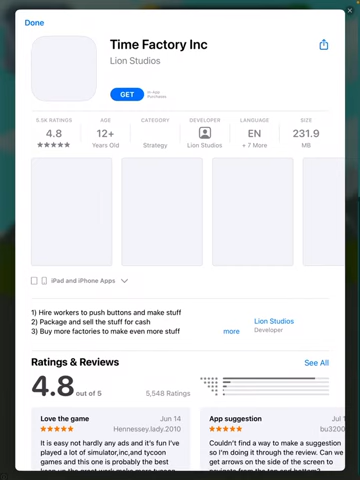 Done
Time Factory Inc
Lion Studios
GET
In-App
Purchases
5.5K RATINGS
4.8
AGE
12+
Years Old
CATEGORY
Strategy
DEVELOPER
Lion Studios
LANGUAGE
EN
+ 7 More
SIZE
231.9
MB
iPad and iPhone Apps
1) Hire workers to push buttons and make stuff
2) Package and sell the stuff for cash
3) Buy more factories to make even more stuff
more
Lion Studios
Developer
Ratings & Reviews
See All
4.8 out of 5
5,548 Ratings
Love the game
Jun 14
Hennessey.lady.2010
It is easy not hardly any ads and it's fun I've
played a lot of simulator,inc,and tycoon
games and this one is probably the best
App suggestion
Jul 1
bu3200
Couldn't find a way to make a suggestion
so I'm doing it through the review. Can we
get arrows on the side of the screen to